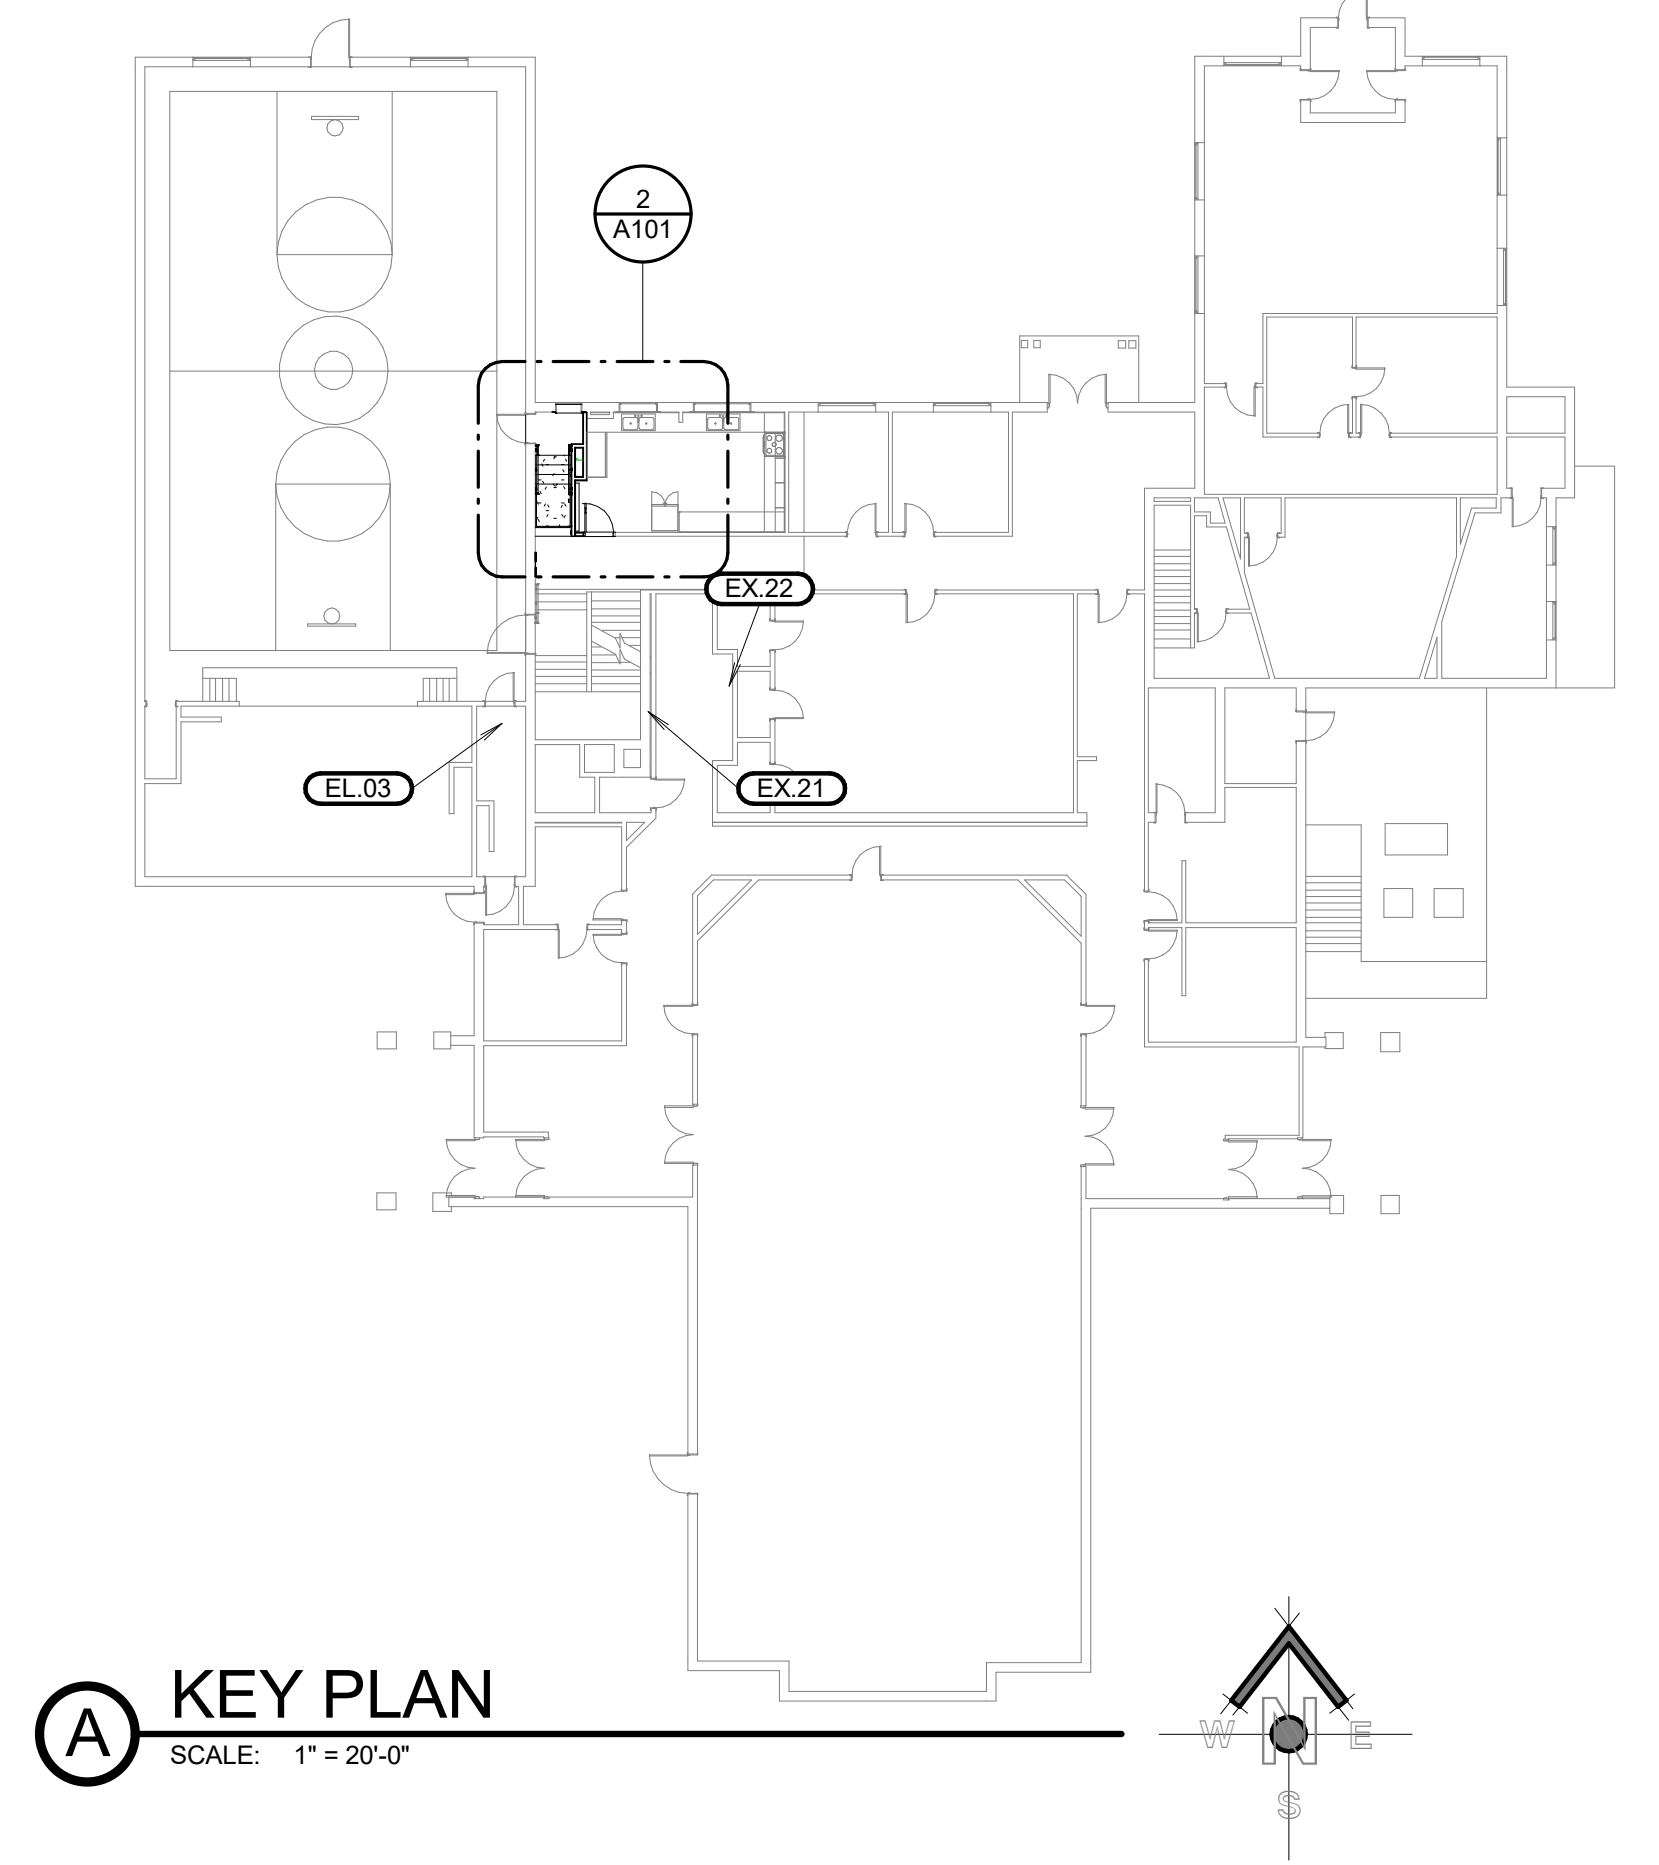 2
A101
EX.22
EL.03
EX.21
A
KEY PLAN
SCALE: 1" = 20'-0"
W N E
S